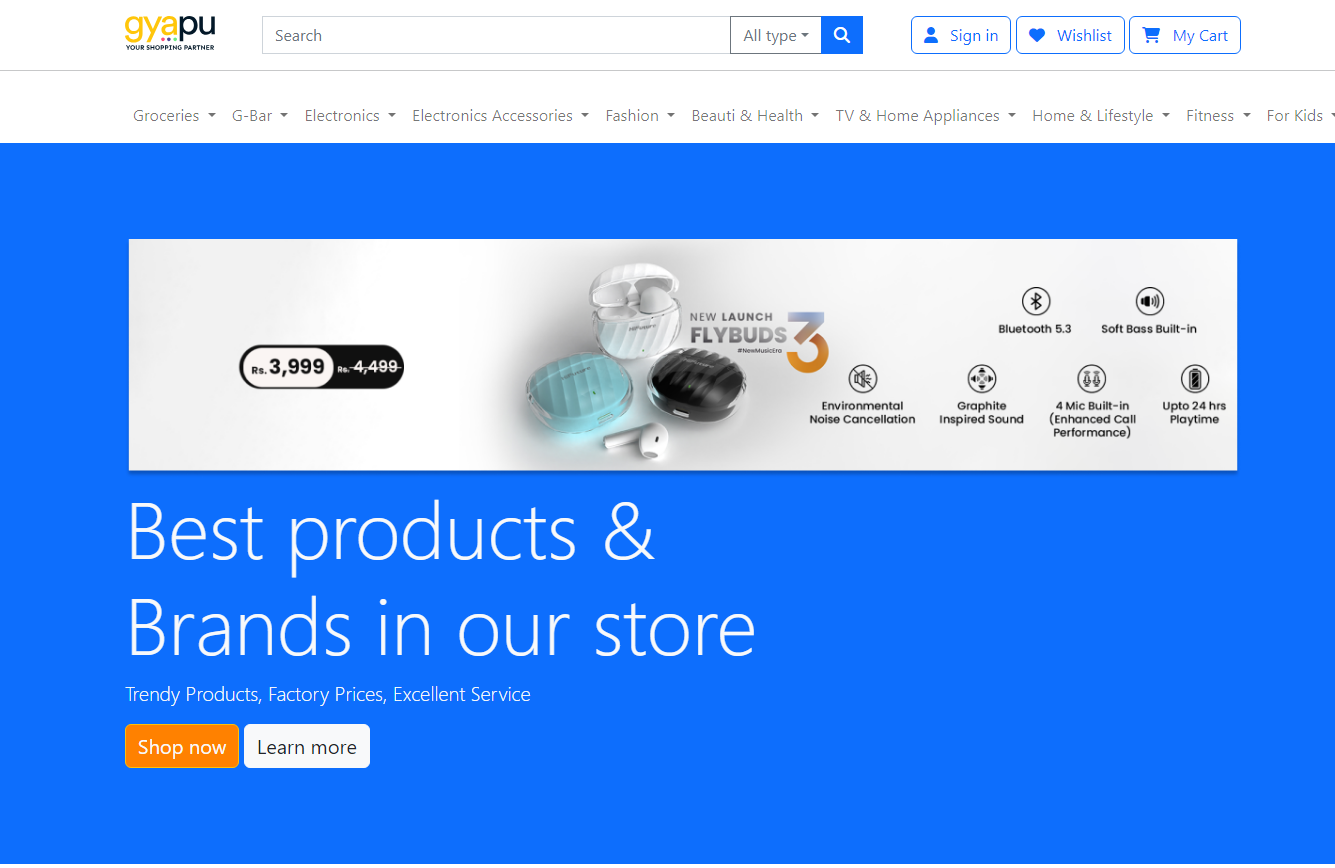 gyapu
YOUR SHOPPING PARTNER
Search
All type
Sign in
Wishlist
My Cart
Groceries
G-Bar
Electronics
Electronics Accessories
Fashion
Beauti & Health
TV & Home Appliances
Home & Lifestyle
Fitness
For Kids
Rs. 3,999 Rs. 4,499
NEW LAUNCH
FLYBUDS 3
#NewMusicEra
Bluetooth 5.3
Soft Bass Built-in
Environmental
Noise Cancellation
Graphite
Inspired Sound
4 Mic Built-in
(Enhanced Call
Performance)
Upto 24 hrs
Playtime
Best products &
Brands in our store
Trendy Products, Factory Prices, Excellent Service
Shop now
Learn more